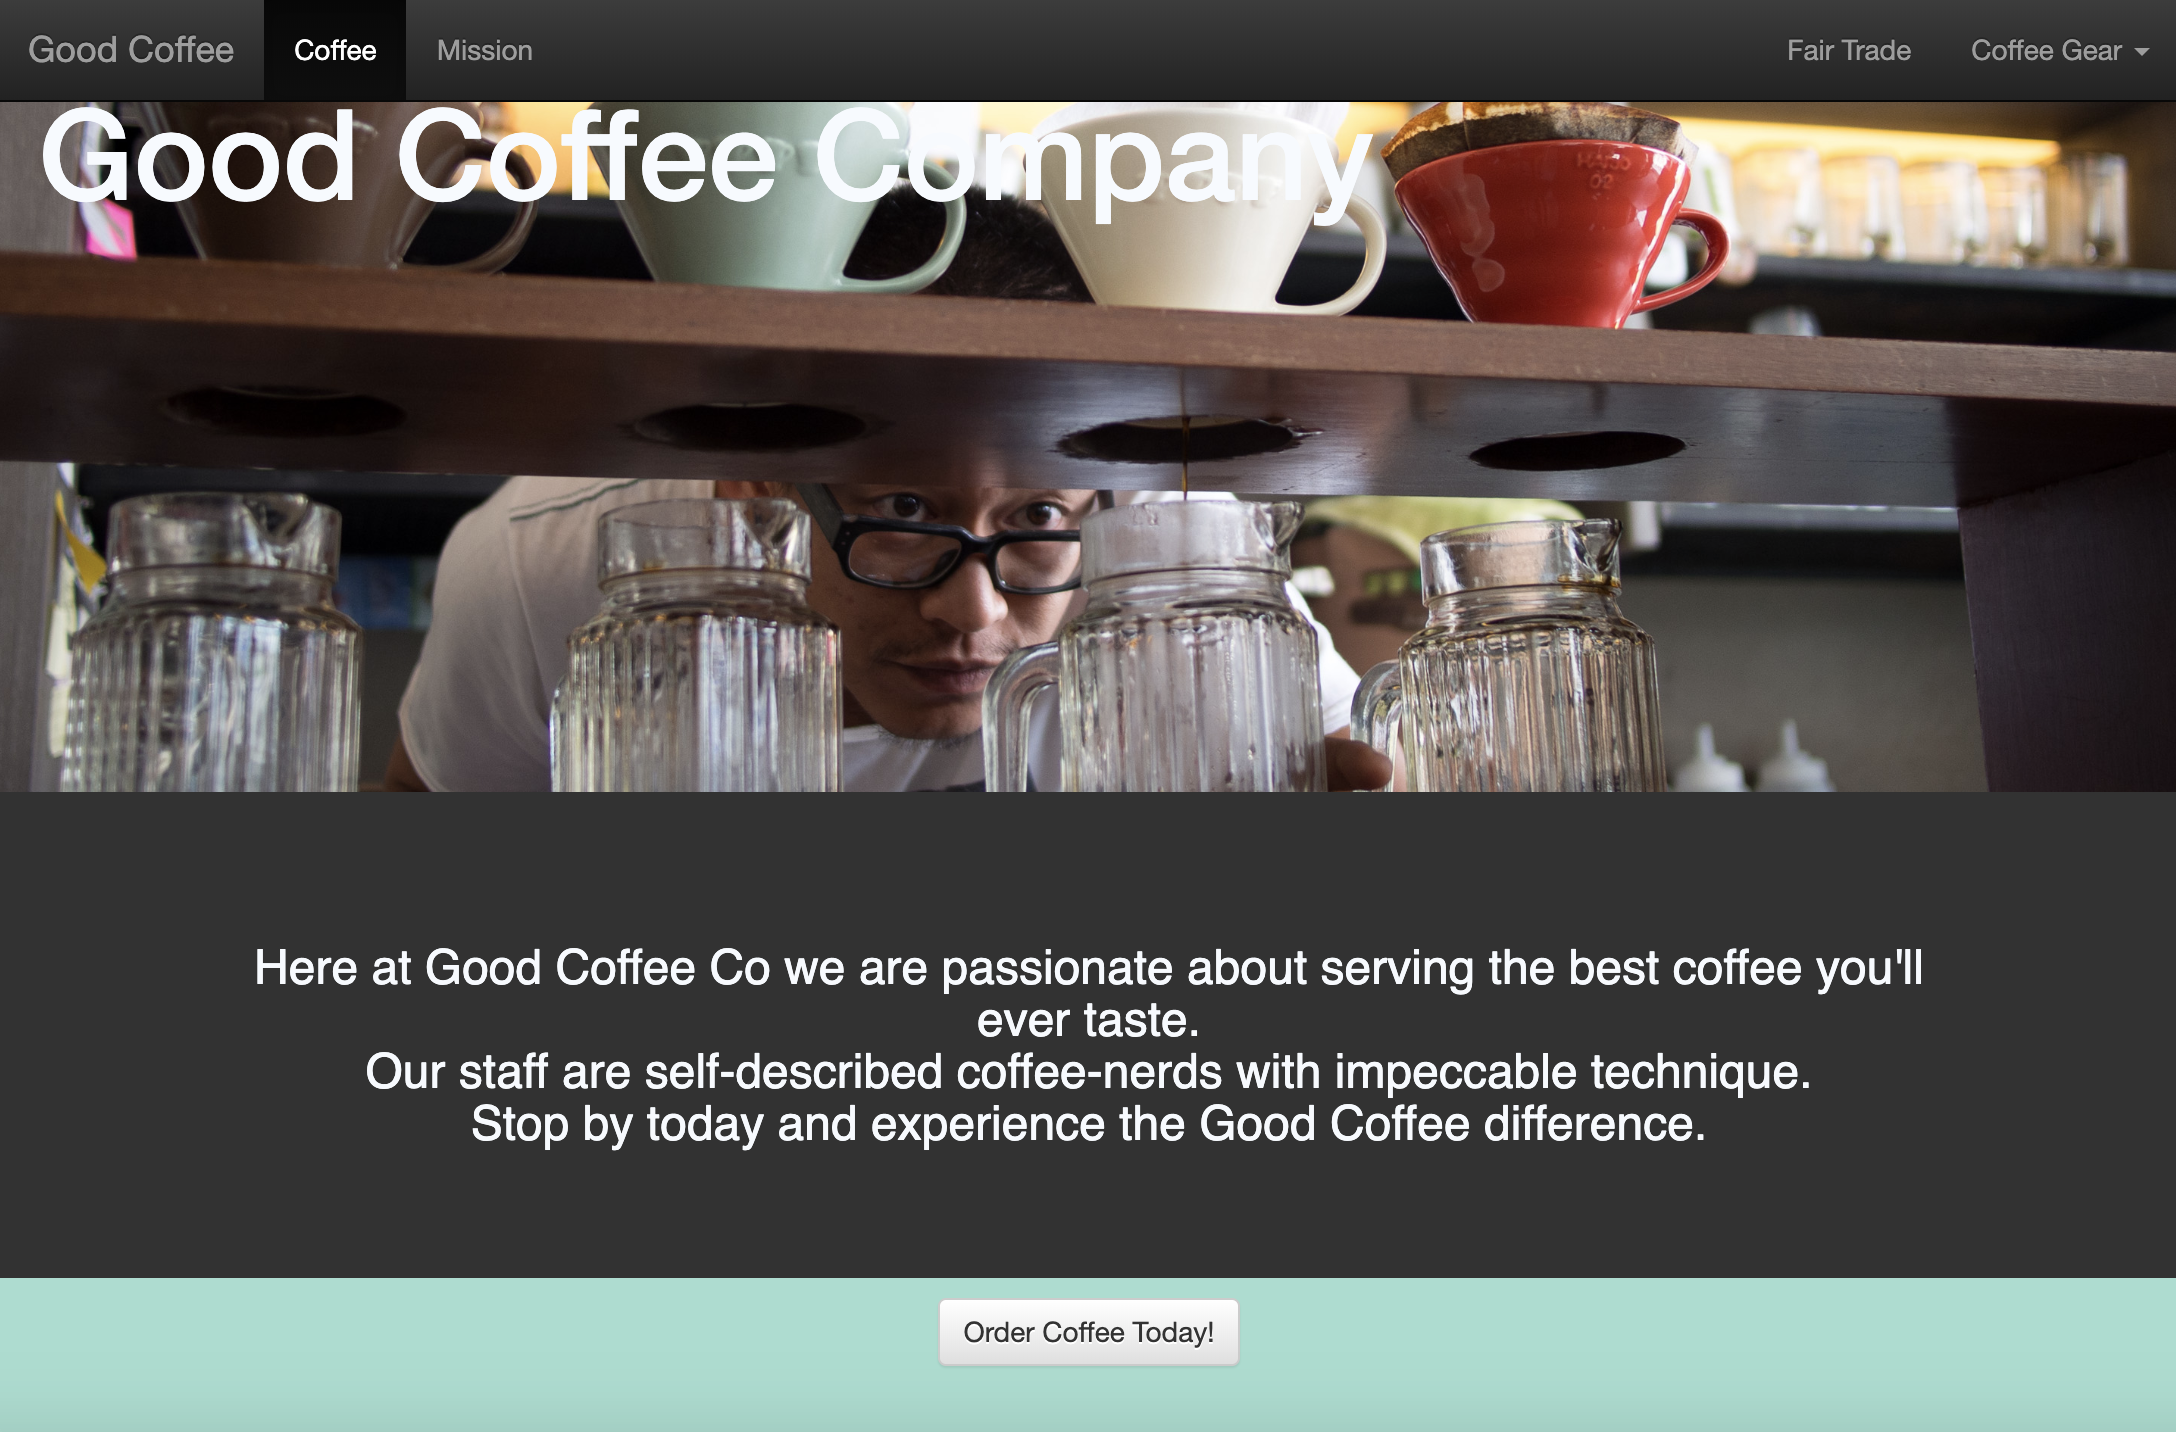 Good Coffee Coffee Mission Fair Trade Coffee Gear
Good Coffee Company
HARIO
02
Here at Good Coffee Co we are passionate about serving the best coffee you'll
ever taste.
Our staff are self-described coffee-nerds with impeccable technique.
Stop by today and experience the Good Coffee difference.
Order Coffee Today!